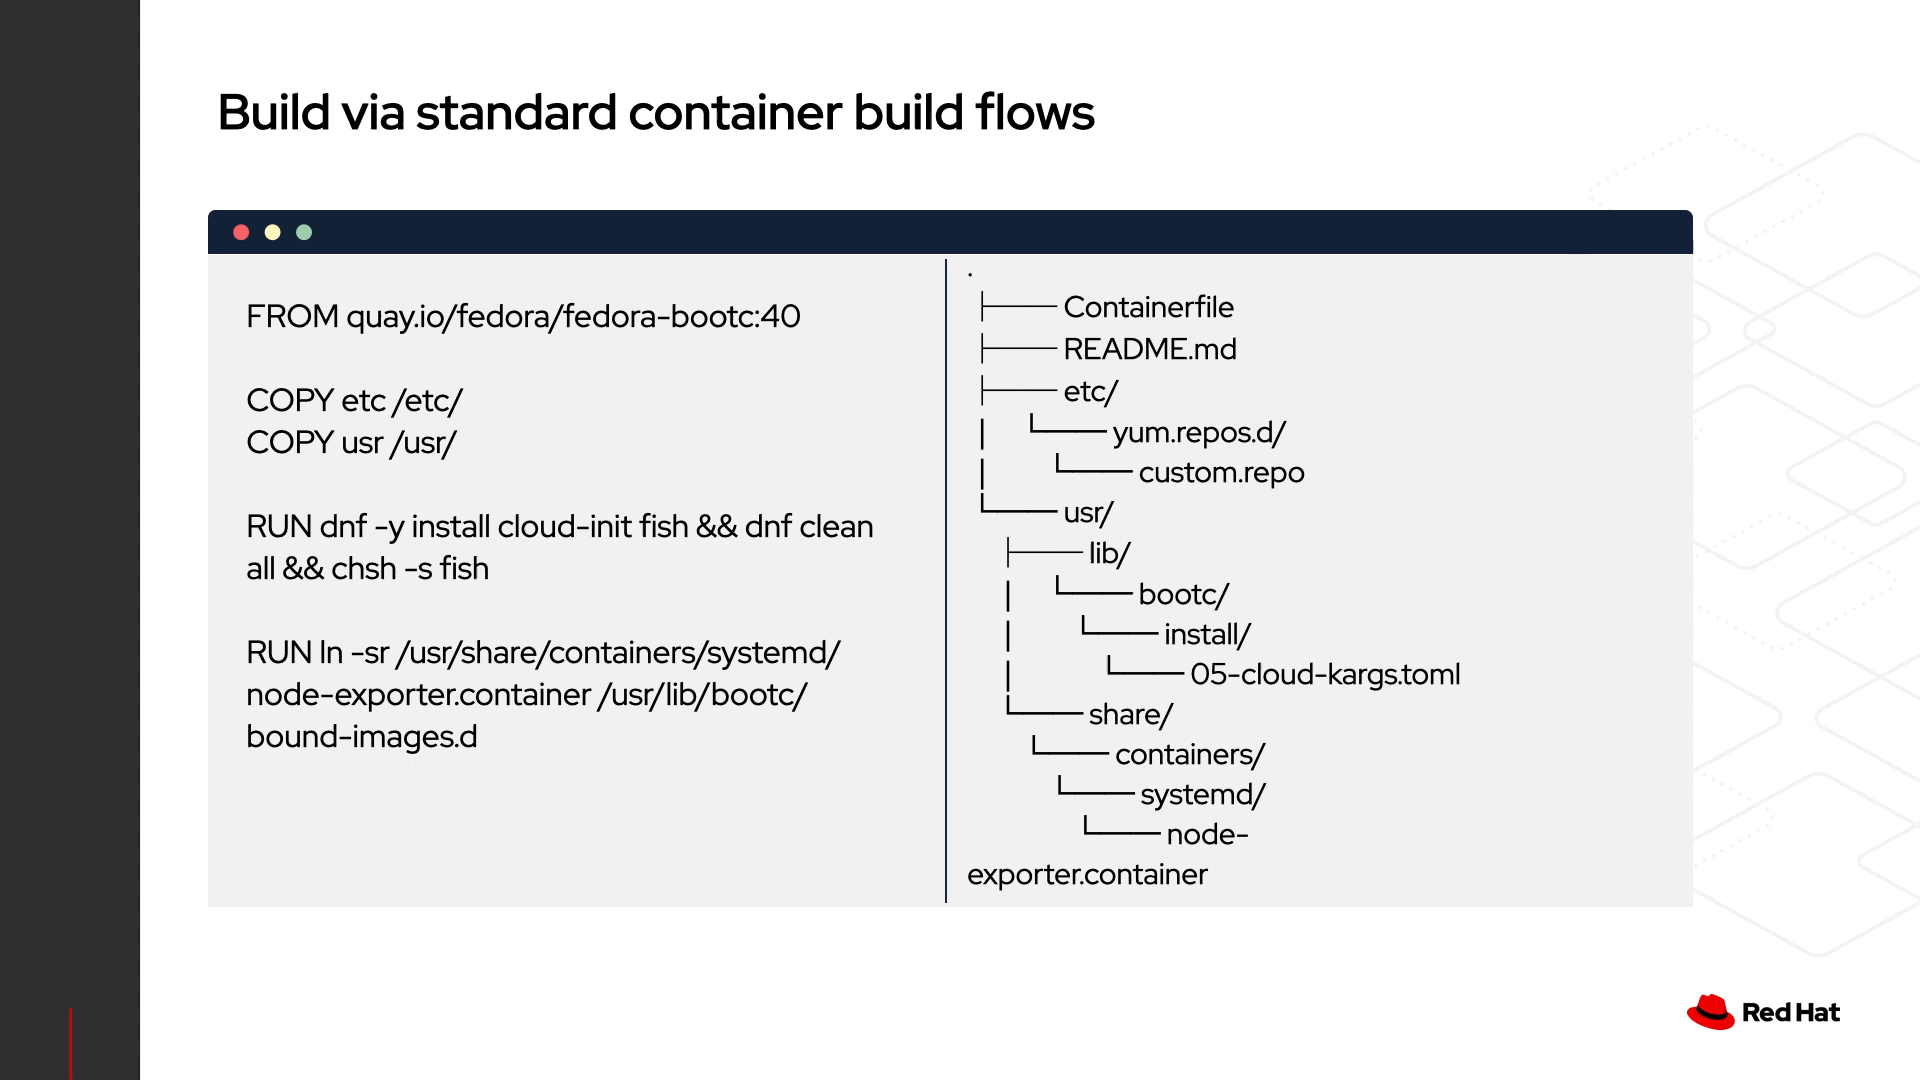 Build via standard container build flows
FROM quay.io/fedora/fedora-bootc:40
COPY etc /etc/
COPY usr /usr/
RUN dnf -y install cloud-init fish && dnf clean
all && chsh -s fish
RUN ln -sr /usr/share/containers/systemd/
node-exporter.container /usr/lib/bootc/
bound-images.d
.
├── Containerfile
├── README.md
├── etc/
│   └── yum.repos.d/
│     └── custom.repo
└── usr/
  ├── lib/
  │   └── bootc/
  │     └── install/
  │       └── 05-cloud-kargs.toml
  └── share/
    └── containers/
      └── systemd/
        └── node-
exporter.container
Red Hat